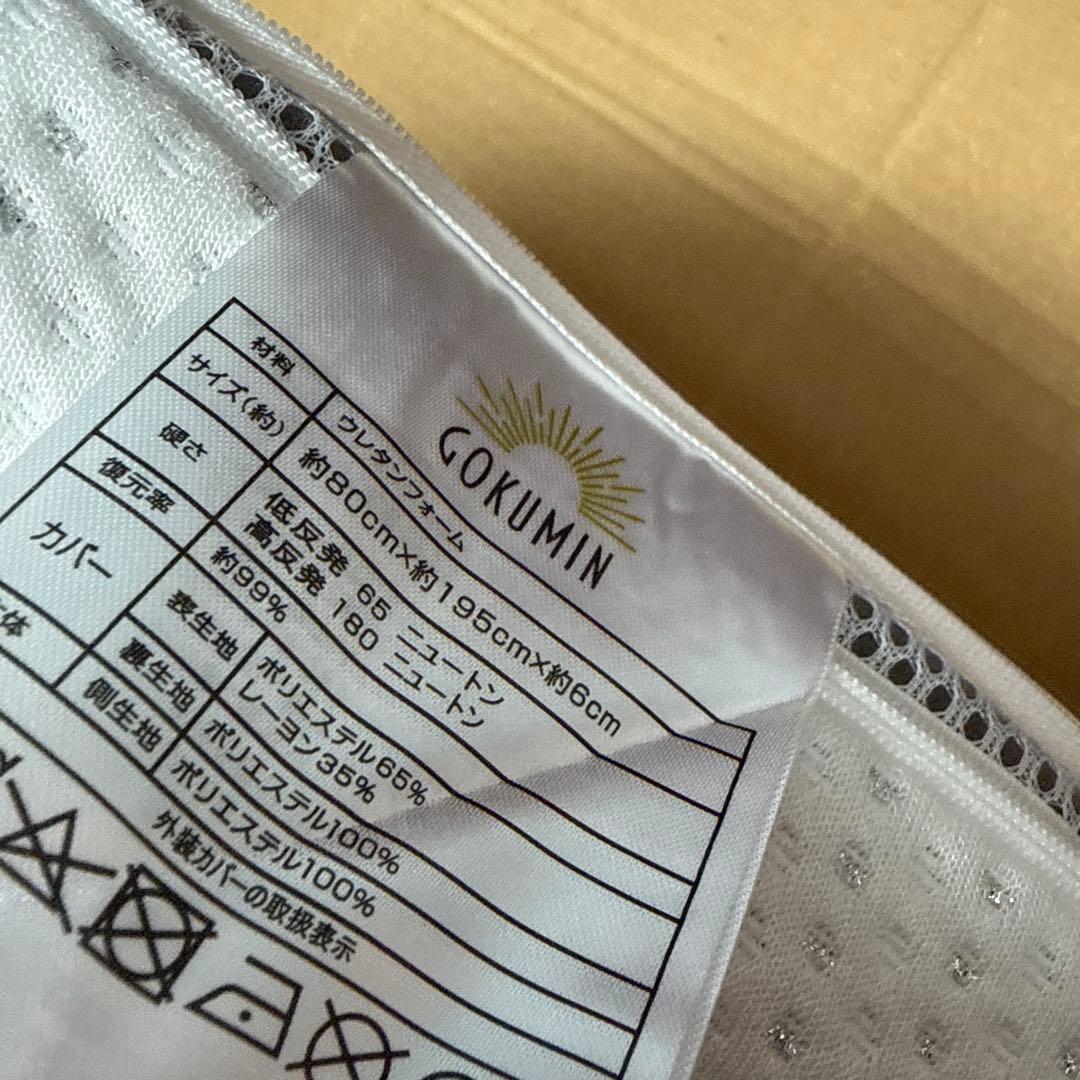 GOKUMIN
材料 ウレタンフォーム
サイズ(約) 約80cm×約195cm×約6cm
硬さ 低反発 65 ニュートン
高反発 180 ニュートン
復元率 約99%
カバー 表生地 ポリエステル65%
レーヨン35%
裏生地 ポリエステル100%
側生地 ポリエステル100%
体
外装カバーの取扱表示